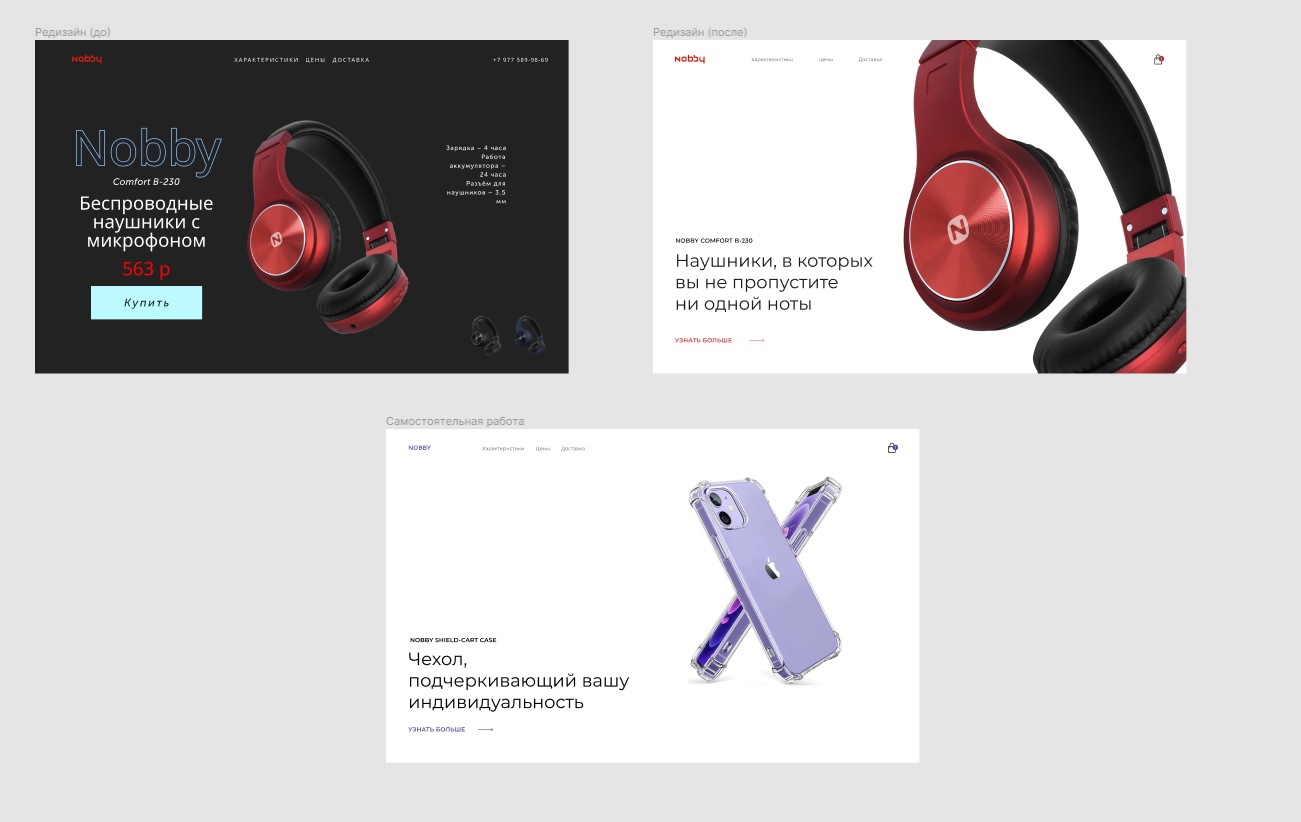 Редизайн (до)
Nobby
ХАРАКТЕРИСТИКИ ЦЕНЫ ДОСТАВКА
+7 977 589-98-69
Nobby
Comfort B-230
Беспроводные
наушники с
микрофоном
563 р
Купить
Зарядка – 4 часа
Работа
аккумулятора –
24 часа
Разъём для
наушников – 3,5
мм
Редизайн (после)
Nobby
Характеристики Цены Доставка
NOBBY COMFORT B-230
Наушники, в которых
вы не пропустите
ни одной ноты
УЗНАТЬ БОЛЬШЕ
Самостоятельная работа
NOBBY
Характеристики Цены Доставка
NOBBY SHIELD-CART CASE
Чехол,
подчеркивающий вашу
индивидуальность
УЗНАТЬ БОЛЬШЕ